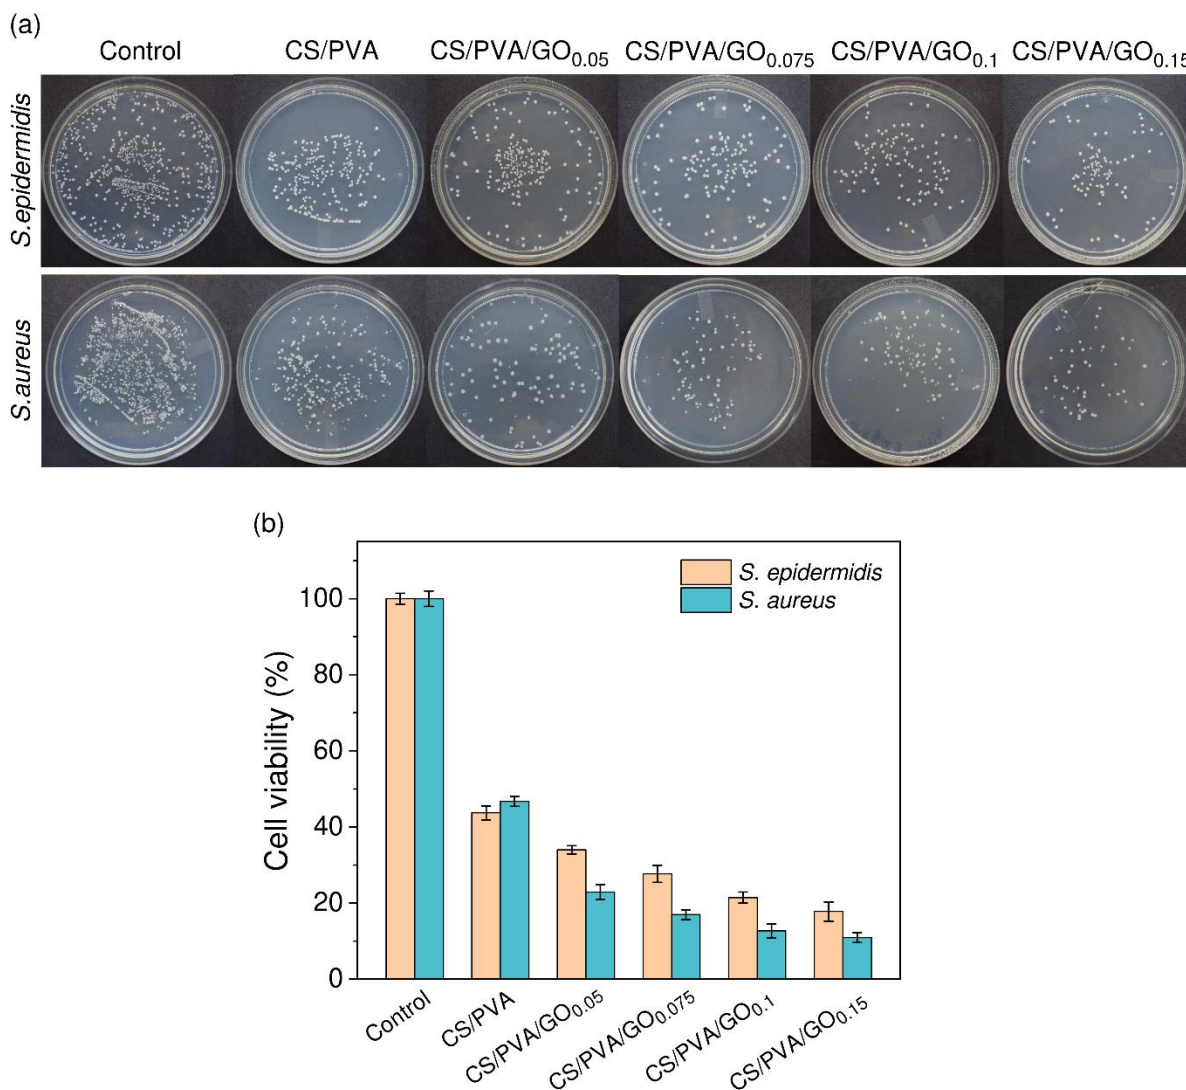 (a)
Control CS/PVA CS/PVA/GO0.05 CS/PVA/GO0.075 CS/PVA/GO0.1 CS/PVA/GO0.15
S.epidermidis
S.aureus
(b)
S. epidermidis
S. aureus
Cell viability (%)
100
80
60
40
20
0
Control CS/PVA CS/PVA/GO0.05 CS/PVA/GO0.075 CS/PVA/GO0.1 CS/PVA/GO0.15